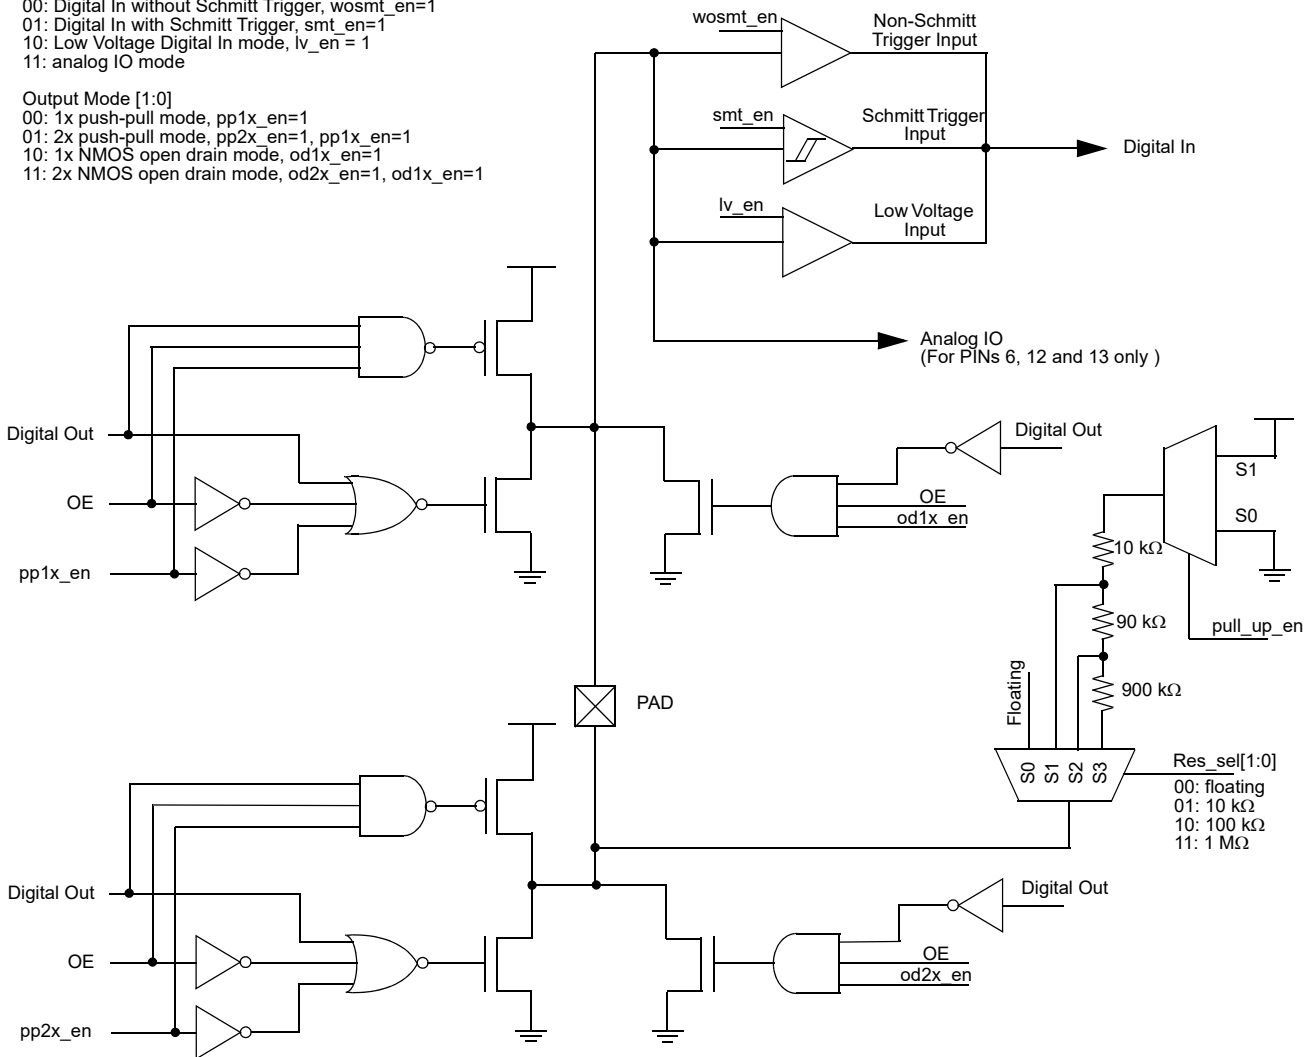 00: Digital In without Schmitt Trigger, wosmt_en=1
01: Digital In with Schmitt Trigger, smt_en=1
10: Low Voltage Digital In mode, lv_en = 1
11: analog IO mode
Output Mode [1:0]
00: 1x push-pull mode, pp1x_en=1
01: 2x push-pull mode, pp2x_en=1, pp1x_en=1
10: 1x NMOS open drain mode, od1x_en=1
11: 2x NMOS open drain mode, od2x_en=1, od1x_en=1
wosmt_en
Non-Schmitt
Trigger Input
smt_en
Schmitt Trigger
Input
Digital In
lv_en
Low Voltage
Input
Analog IO
(For PINs 6, 12 and 13 only )
Digital Out
OE
pp1x_en
Digital Out
OE
od1x_en
S1
S0
10 kΩ
90 kΩ
pull_up_en
900 kΩ
Floating
PAD
S0
S1
S2
S3
Res_sel[1:0]
00: floating
01: 10 kΩ
10: 100 kΩ
11: 1 MΩ
Digital Out
OE
pp2x_en
Digital Out
OE
od2x_en